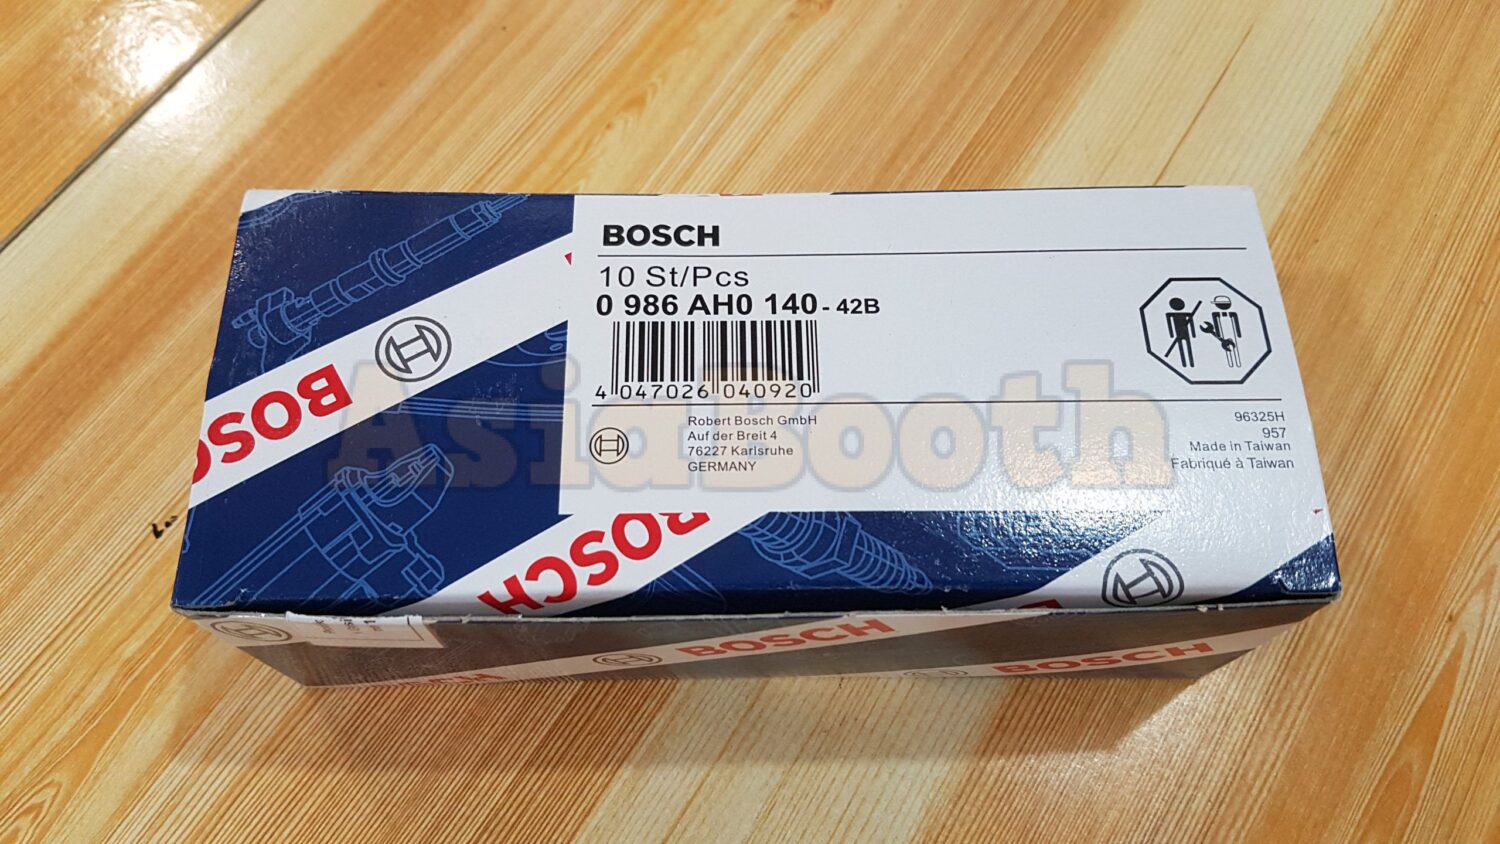 BOSCH
10 St/Pcs
0 986 AH0 140 - 42B
4 047026 040920
Robert Bosch GmbH
Auf der Breit 4
76227 Karlsruhe
GERMANY
96325H
957
Made in Taiwan
Fabriqué à Taiwan
AsiaBooth
BOSCH
BOSCH
BOSCH
BOSCH